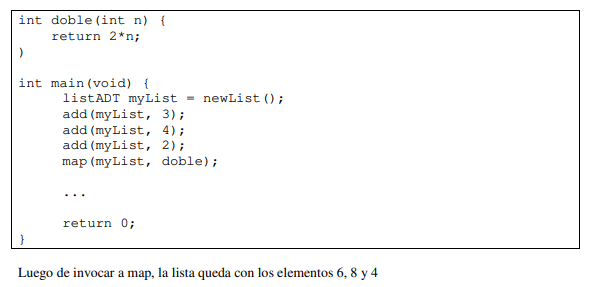 int doble(int n) {
    return 2*n;
)
int main(void) {
      listADT myList = newList();
      add(myList, 3);
      add(myList, 4);
      add(myList, 2);
      map(myList, doble);
      ...
      return 0;
}
Luego de invocar a map, la lista queda con los elementos 6, 8 y 4